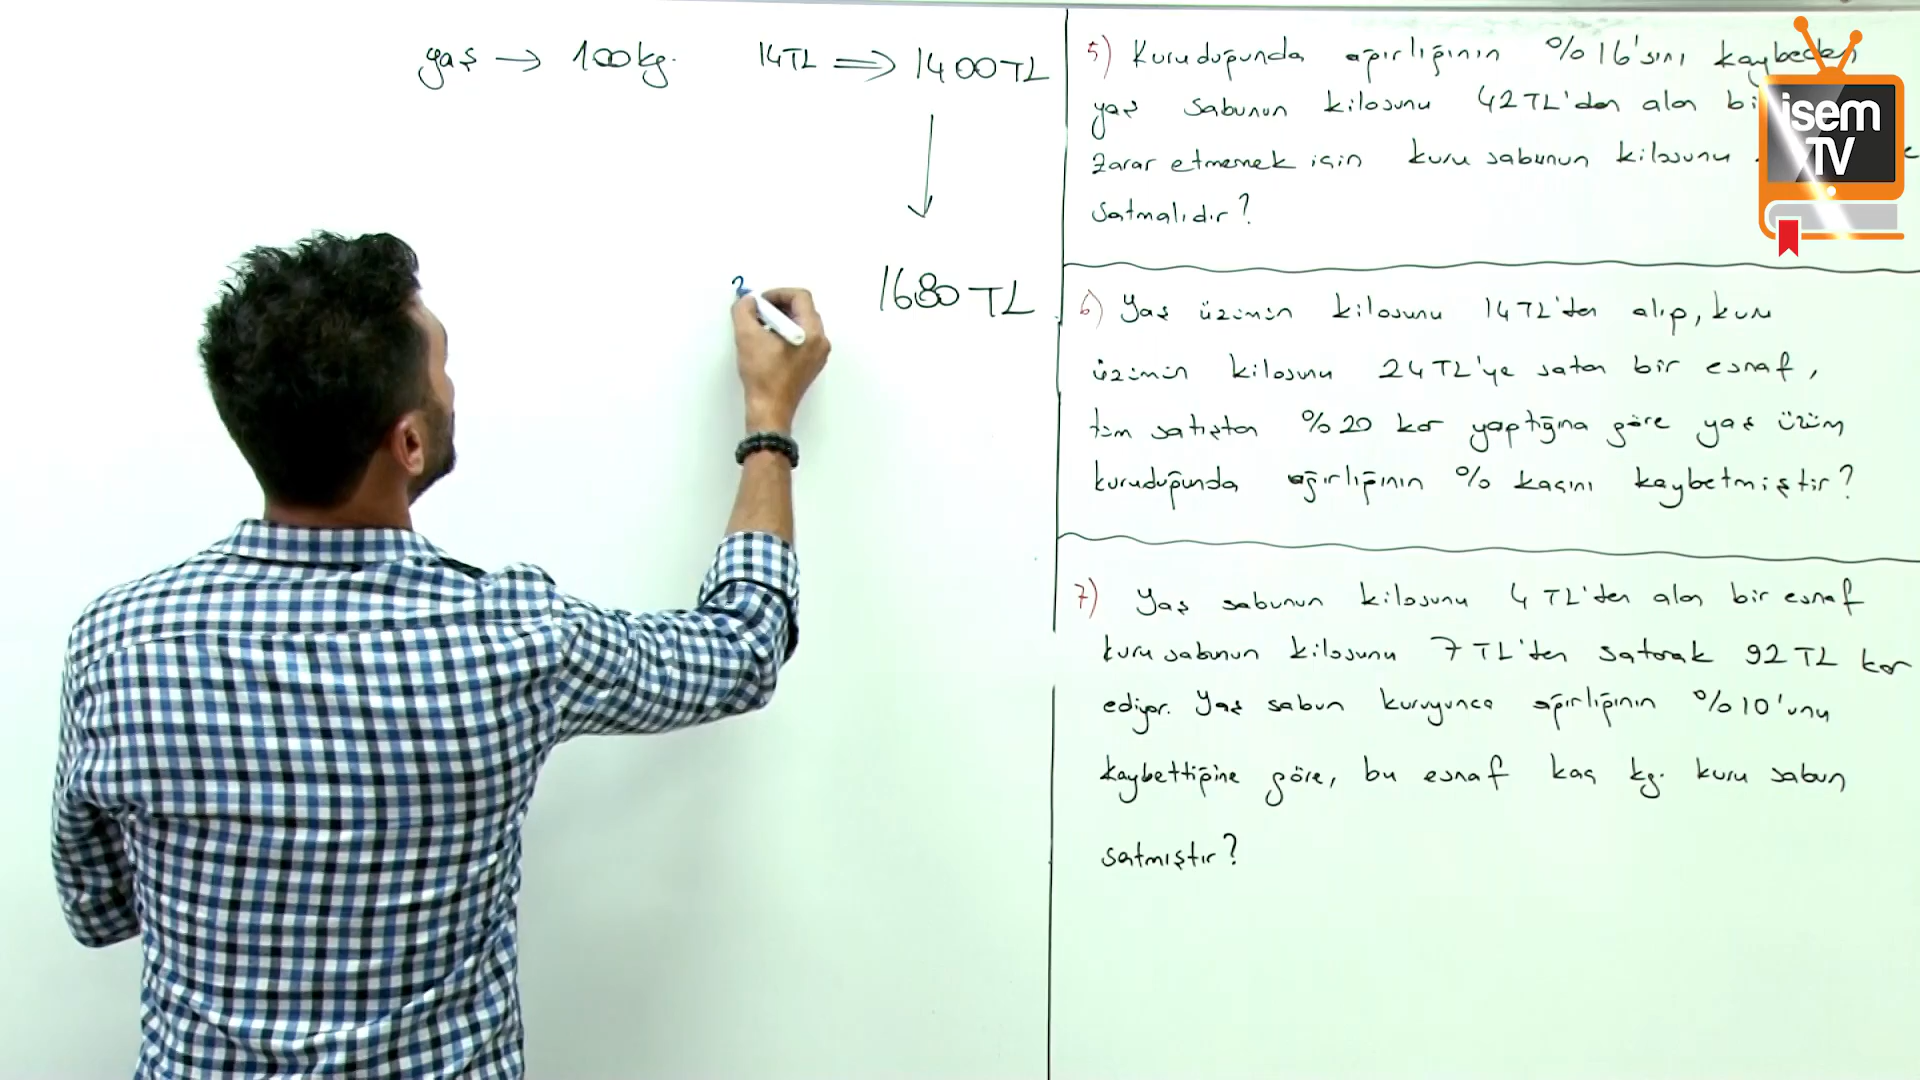 yaş → 100kg. 14TL ⇒ 1400TL
1680 TL
2
5) Kuruduğunda ağırlığının %16'sını kaybeden
yaş sabunun kilosunu 42TL'den alan
zarar etmemek için kuru sabunun kilosunu
satmalıdır?
6) Yaş üzümün kilosunu 14TL'den alıp, kuru
üzümün kilosunu 24TL'ye satan bir esnaf,
tüm satıştan %20 kar yaptığına göre yaş üzüm
kuruduğunda ağırlığının % kaçını kaybetmiştir?
7) Yaş sabunun kilosunu 4 TL'den alan bir esnaf
kuru sabunun kilosunu 7 TL'den satarak 92 TL kar
ediyor. Yaş sabun kuruyunca ağırlığının %10'unu
kaybettiğine göre, bu esnaf kaç kg. kuru sabun
satmıştır?
isem
TV